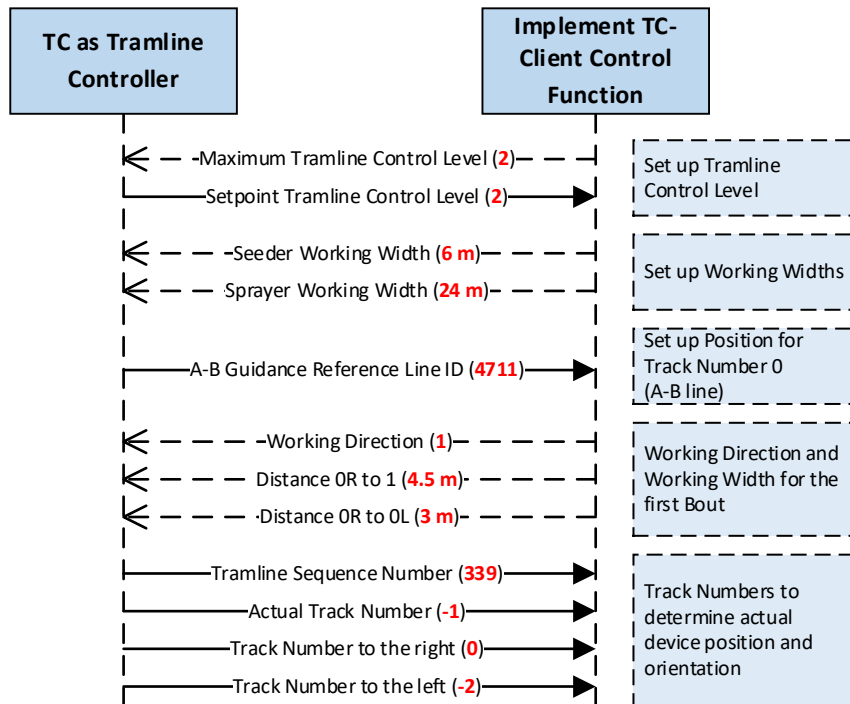 TC as Tramline
Controller
Implement TC-
Client Control
Function
Maximum Tramline Control Level (2)
Setpoint Tramline Control Level (2)
Set up Tramline
Control Level
Seeder Working Width (6 m)
Sprayer Working Width (24 m)
Set up Working Widths
A-B Guidance Reference Line ID (4711)
Set up Position for
Track Number 0
(A-B line)
Working Direction (1)
Distance 0R to 1 (4.5 m)
Distance 0R to 0L (3 m)
Working Direction and
Working Width for the
first Bout
Tramline Sequence Number (339)
Actual Track Number (-1)
Track Number to the right (0)
Track Number to the left (-2)
Track Numbers to
determine actual
device position and
orientation